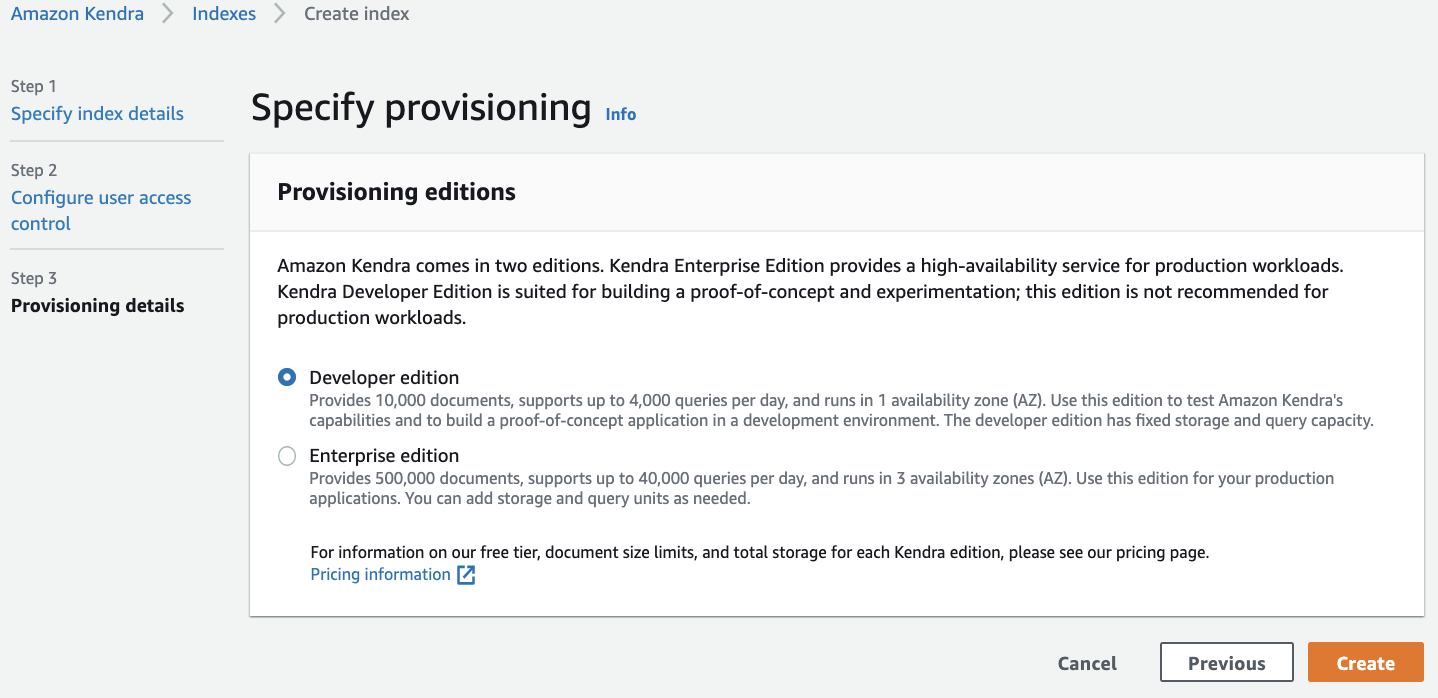 Amazon Kendra > Indexes > Create index
Step 1
Specify index details
Step 2
Configure user access
control
Step 3
Provisioning details
Specify provisioning Info
Provisioning editions
Amazon Kendra comes in two editions. Kendra Enterprise Edition provides a high-availability service for production workloads.
Kendra Developer Edition is suited for building a proof-of-concept and experimentation; this edition is not recommended for
production workloads.
Developer edition
Provides 10,000 documents, supports up to 4,000 queries per day, and runs in 1 availability zone (AZ). Use this edition to test Amazon Kendra's
capabilities and to build a proof-of-concept application in a development environment. The developer edition has fixed storage and query capacity.
Enterprise edition
Provides 500,000 documents, supports up to 40,000 queries per day, and runs in 3 availability zones (AZ). Use this edition for your production
applications. You can add storage and query units as needed.
For information on our free tier, document size limits, and total storage for each Kendra edition, please see our pricing page.
Pricing information
Cancel Previous Create